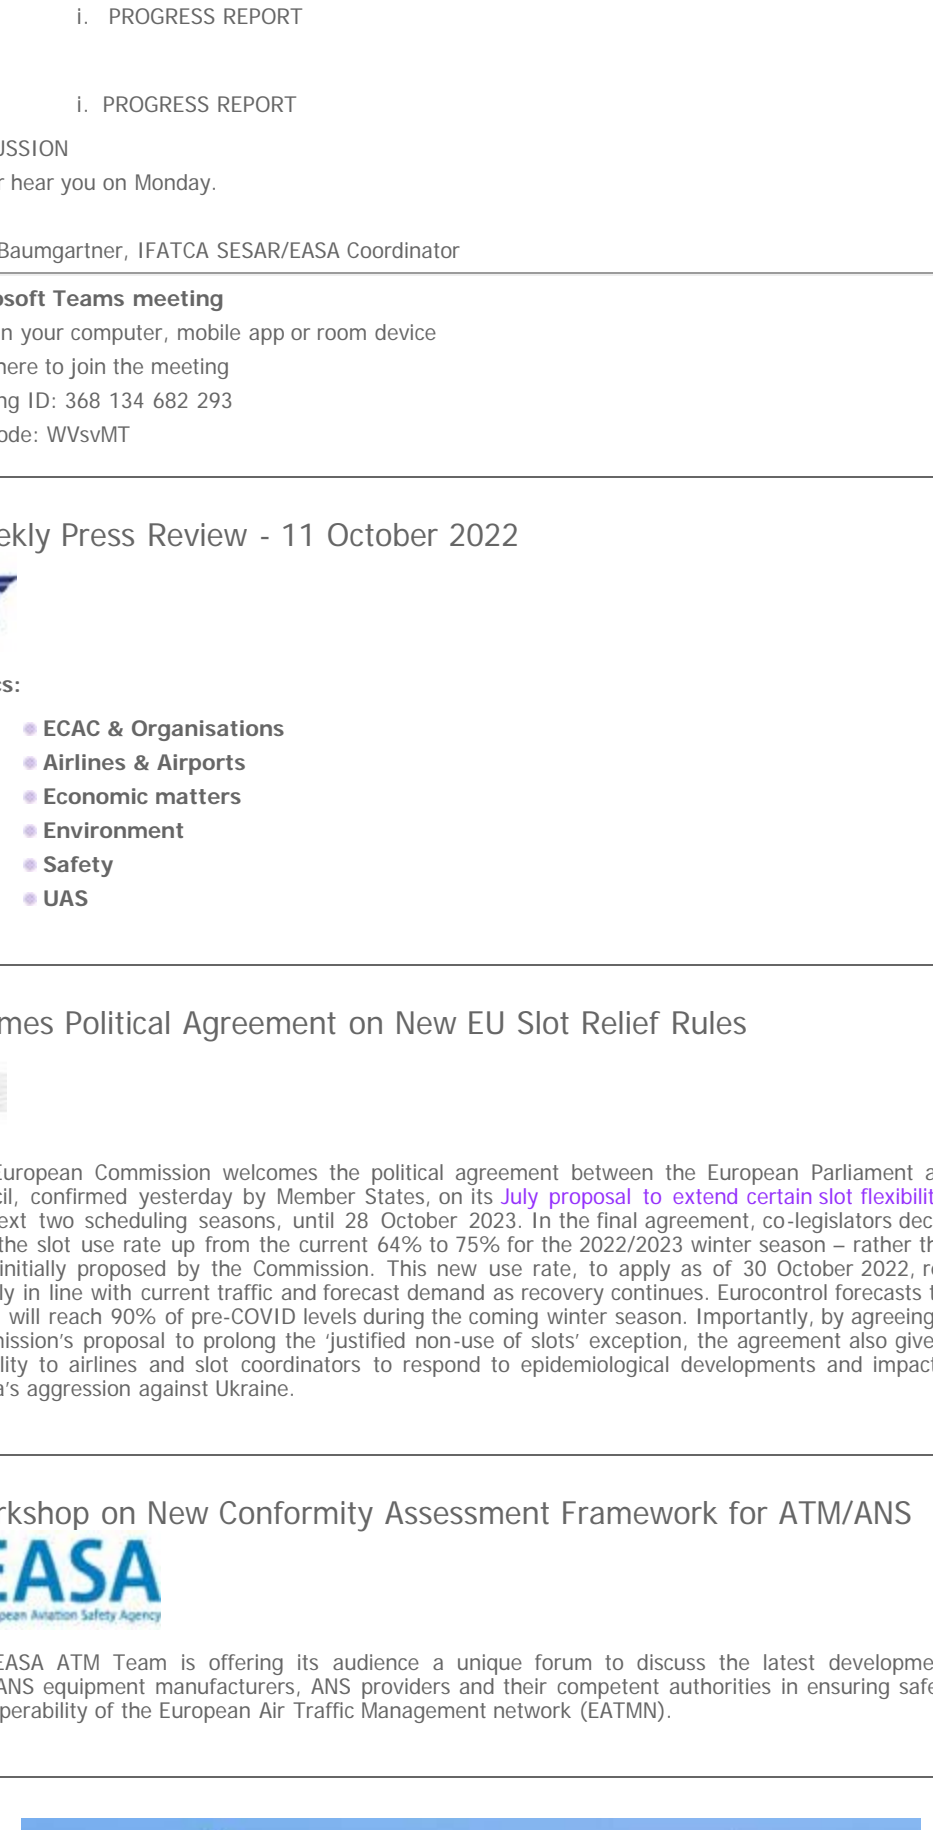 i. PROGRESS REPORT
i. PROGRESS REPORT
USSION
r hear you on Monday.
Baumgartner, IFATCA SESAR/EASA Coordinator
osoft Teams meeting
n your computer, mobile app or room device
here to join the meeting
ng ID: 368 134 682 293
ode: WVsvMT
ekly Press Review - 11 October 2022
cs:
ECAC & Organisations
Airlines & Airports
Economic matters
Environment
Safety
UAS
mes Political Agreement on New EU Slot Relief Rules
European Commission welcomes the political agreement between the European Parliament a
cil, confirmed yesterday by Member States, on its July proposal to extend certain slot flexibilit
ext two scheduling seasons, until 28 October 2023. In the final agreement, co-legislators dec
the slot use rate up from the current 64% to 75% for the 2022/2023 winter season – rather th
initially proposed by the Commission. This new use rate, to apply as of 30 October 2022, r
ly in line with current traffic and forecast demand as recovery continues. Eurocontrol forecasts t
will reach 90% of pre-COVID levels during the coming winter season. Importantly, by agreeing
mission’s proposal to prolong the ‘justified non-use of slots’ exception, the agreement also give
ility to airlines and slot coordinators to respond to epidemiological developments and impact
a’s aggression against Ukraine.
rkshop on New Conformity Assessment Framework for ATM/ANS
EASA
pean Aviation Safety Agency
EASA ATM Team is offering its audience a unique forum to discuss the latest developme
ANS equipment manufacturers, ANS providers and their competent authorities in ensuring safe
perability of the European Air Traffic Management network (EATMN).